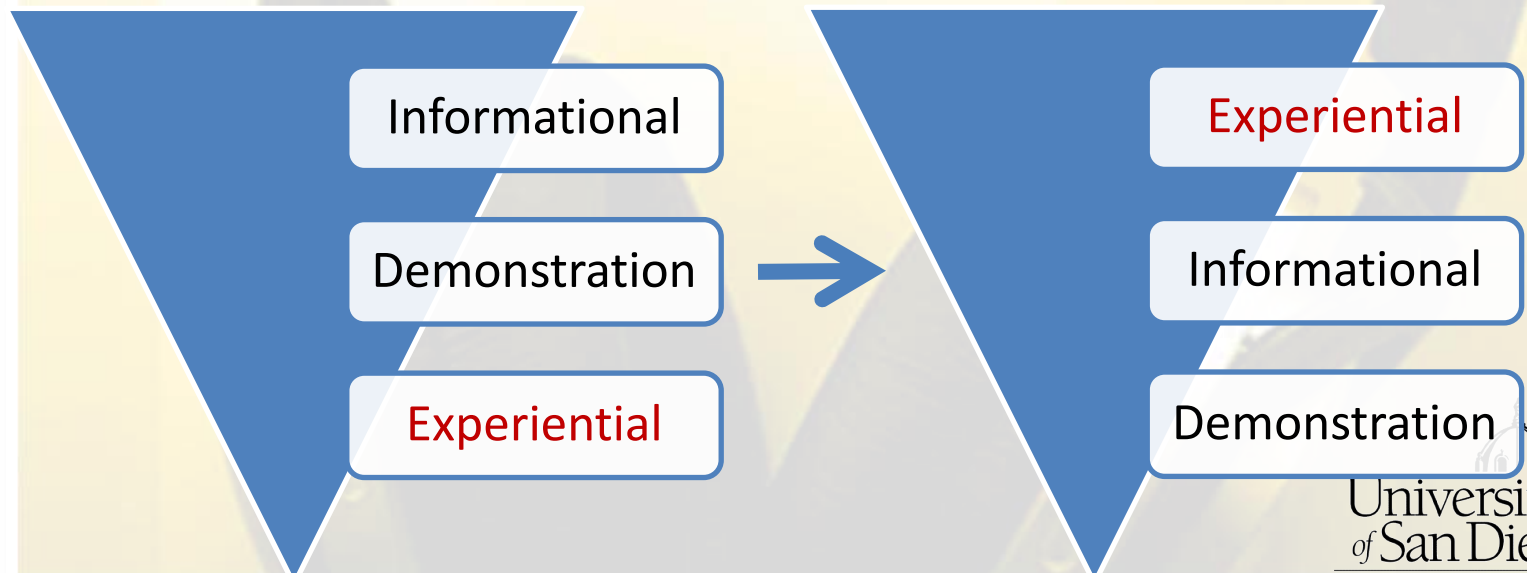 Informational
Demonstration
Experiential
Experiential
Informational
Demonstration
Universi
of San Die